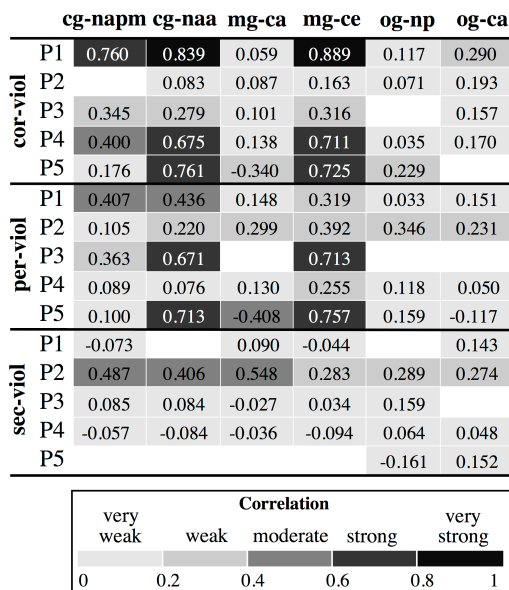 cg-napm cg-naa mg-ca mg-ce og-np og-ca
cor-viol
P1 0.760 0.839 0.059 0.889 0.117 0.290
P2 0.083 0.087 0.163 0.071 0.193
P3 0.345 0.279 0.101 0.316 0.157
P4 0.400 0.675 0.138 0.711 0.035 0.170
P5 0.176 0.761 -0.340 0.725 0.229
per-viol
P1 0.407 0.436 0.148 0.319 0.033 0.151
P2 0.105 0.220 0.299 0.392 0.346 0.231
P3 0.363 0.671 0.713
P4 0.089 0.076 0.130 0.255 0.118 0.050
P5 0.100 0.713 -0.408 0.757 0.159 -0.117
sec-viol
P1 -0.073 0.090 -0.044 0.143
P2 0.487 0.406 0.548 0.283 0.289 0.274
P3 0.085 0.084 -0.027 0.034 0.159
P4 -0.057 -0.084 -0.036 -0.094 0.064 0.048
P5 -0.161 0.152
Correlation
very weak moderate strong very
weak strong
0 0.2 0.4 0.6 0.8 1